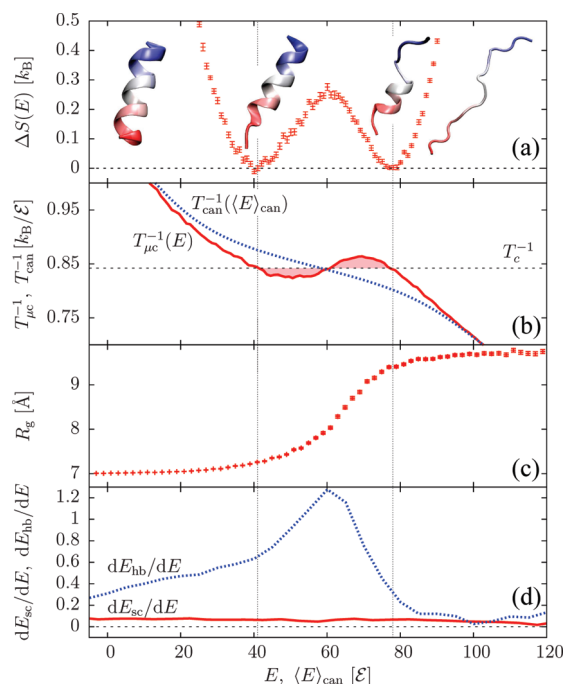 ΔS(E) [k_B]
0.5
0.4
0.3
0.2
0.1
0
(a)
T_μc^-1, T_can^-1 [k_B/ℰ]
0.95
0.85
0.75
T_can^-1(⟨E⟩_can)
T_μc^-1(E)
T_c^-1
(b)
R_g [Å]
9
8
7
(c)
dE_sc/dE, dE_hb/dE
1.2
1
0.8
0.6
0.4
0.2
0
dE_hb/dE
dE_sc/dE
(d)
0 20 40 60 80 100 120
E, ⟨E⟩_can [ℰ]